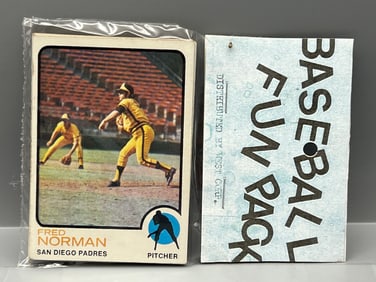 FRED
NORMAN
SAN DIEGO PADRES
PITCHER
BASEBALL
FUN PACK
DISTRIBUTED BY